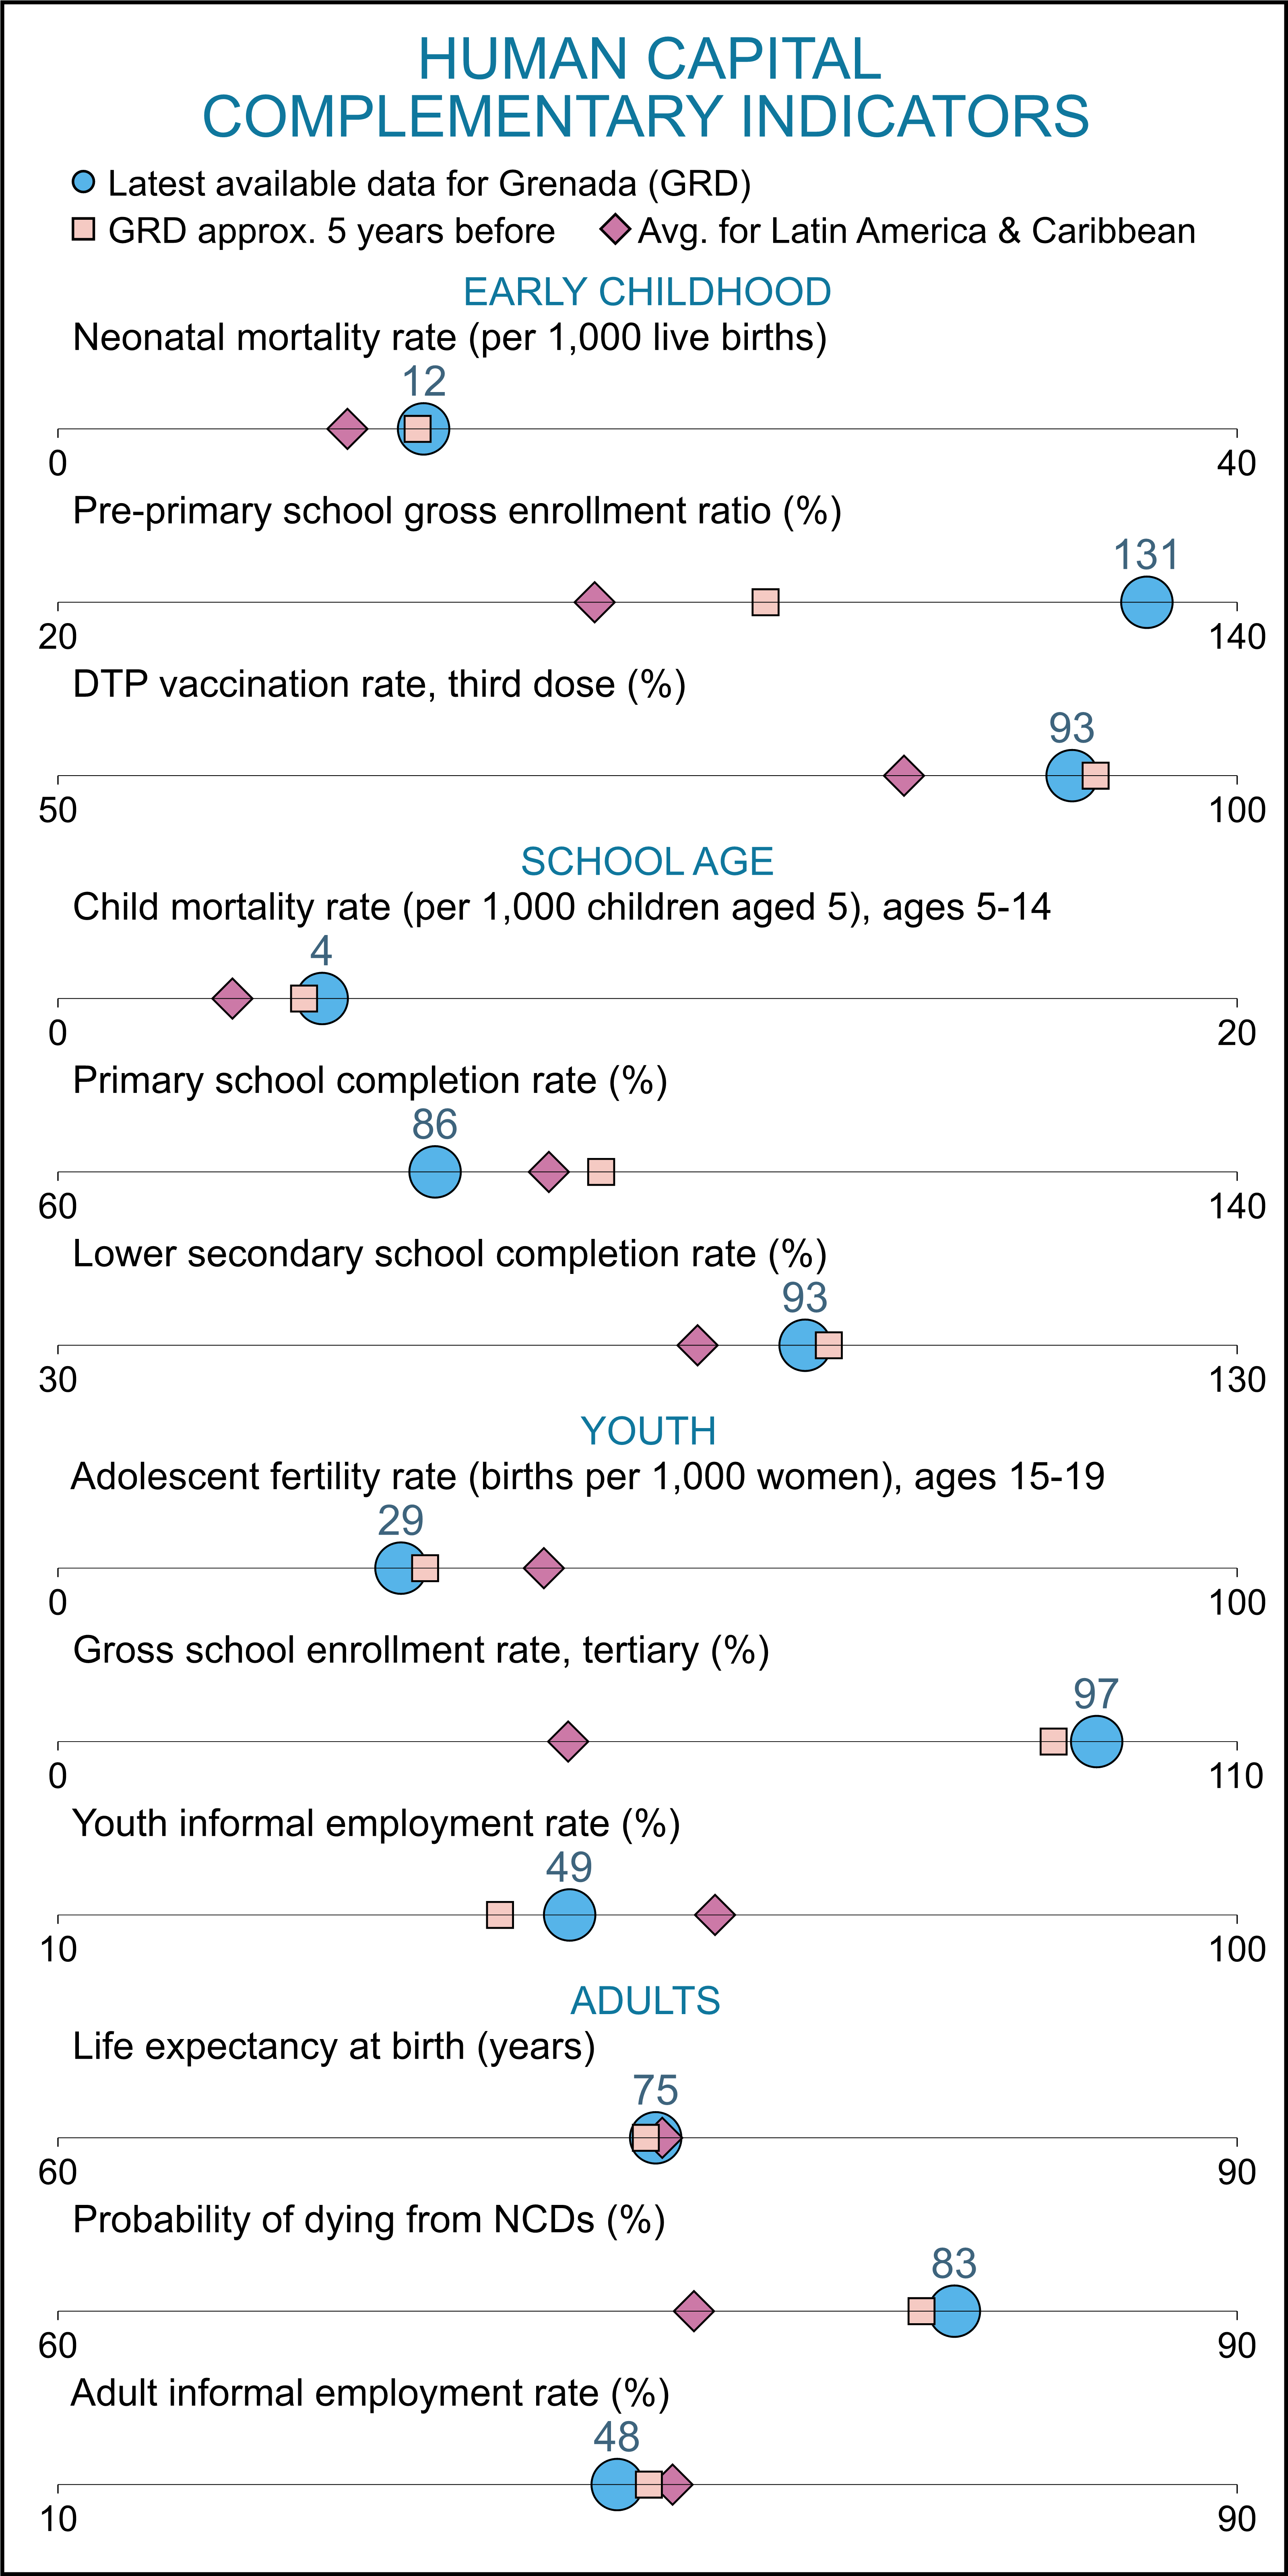 HUMAN CAPITAL
COMPLEMENTARY INDICATORS
Latest available data for Grenada (GRD)
GRD approx. 5 years before Avg. for Latin America & Caribbean
EARLY CHILDHOOD
Neonatal mortality rate (per 1,000 live births)
12
0 40
Pre-primary school gross enrollment ratio (%)
131
20 140
DTP vaccination rate, third dose (%)
93
50 100
SCHOOL AGE
Child mortality rate (per 1,000 children aged 5), ages 5-14
4
0 20
Primary school completion rate (%)
86
60 140
Lower secondary school completion rate (%)
93
30 130
YOUTH
Adolescent fertility rate (births per 1,000 women), ages 15-19
29
0 100
Gross school enrollment rate, tertiary (%)
97
0 110
Youth informal employment rate (%)
49
10 100
ADULTS
Life expectancy at birth (years)
75
60 90
Probability of dying from NCDs (%)
83
60 90
Adult informal employment rate (%)
48
10 90